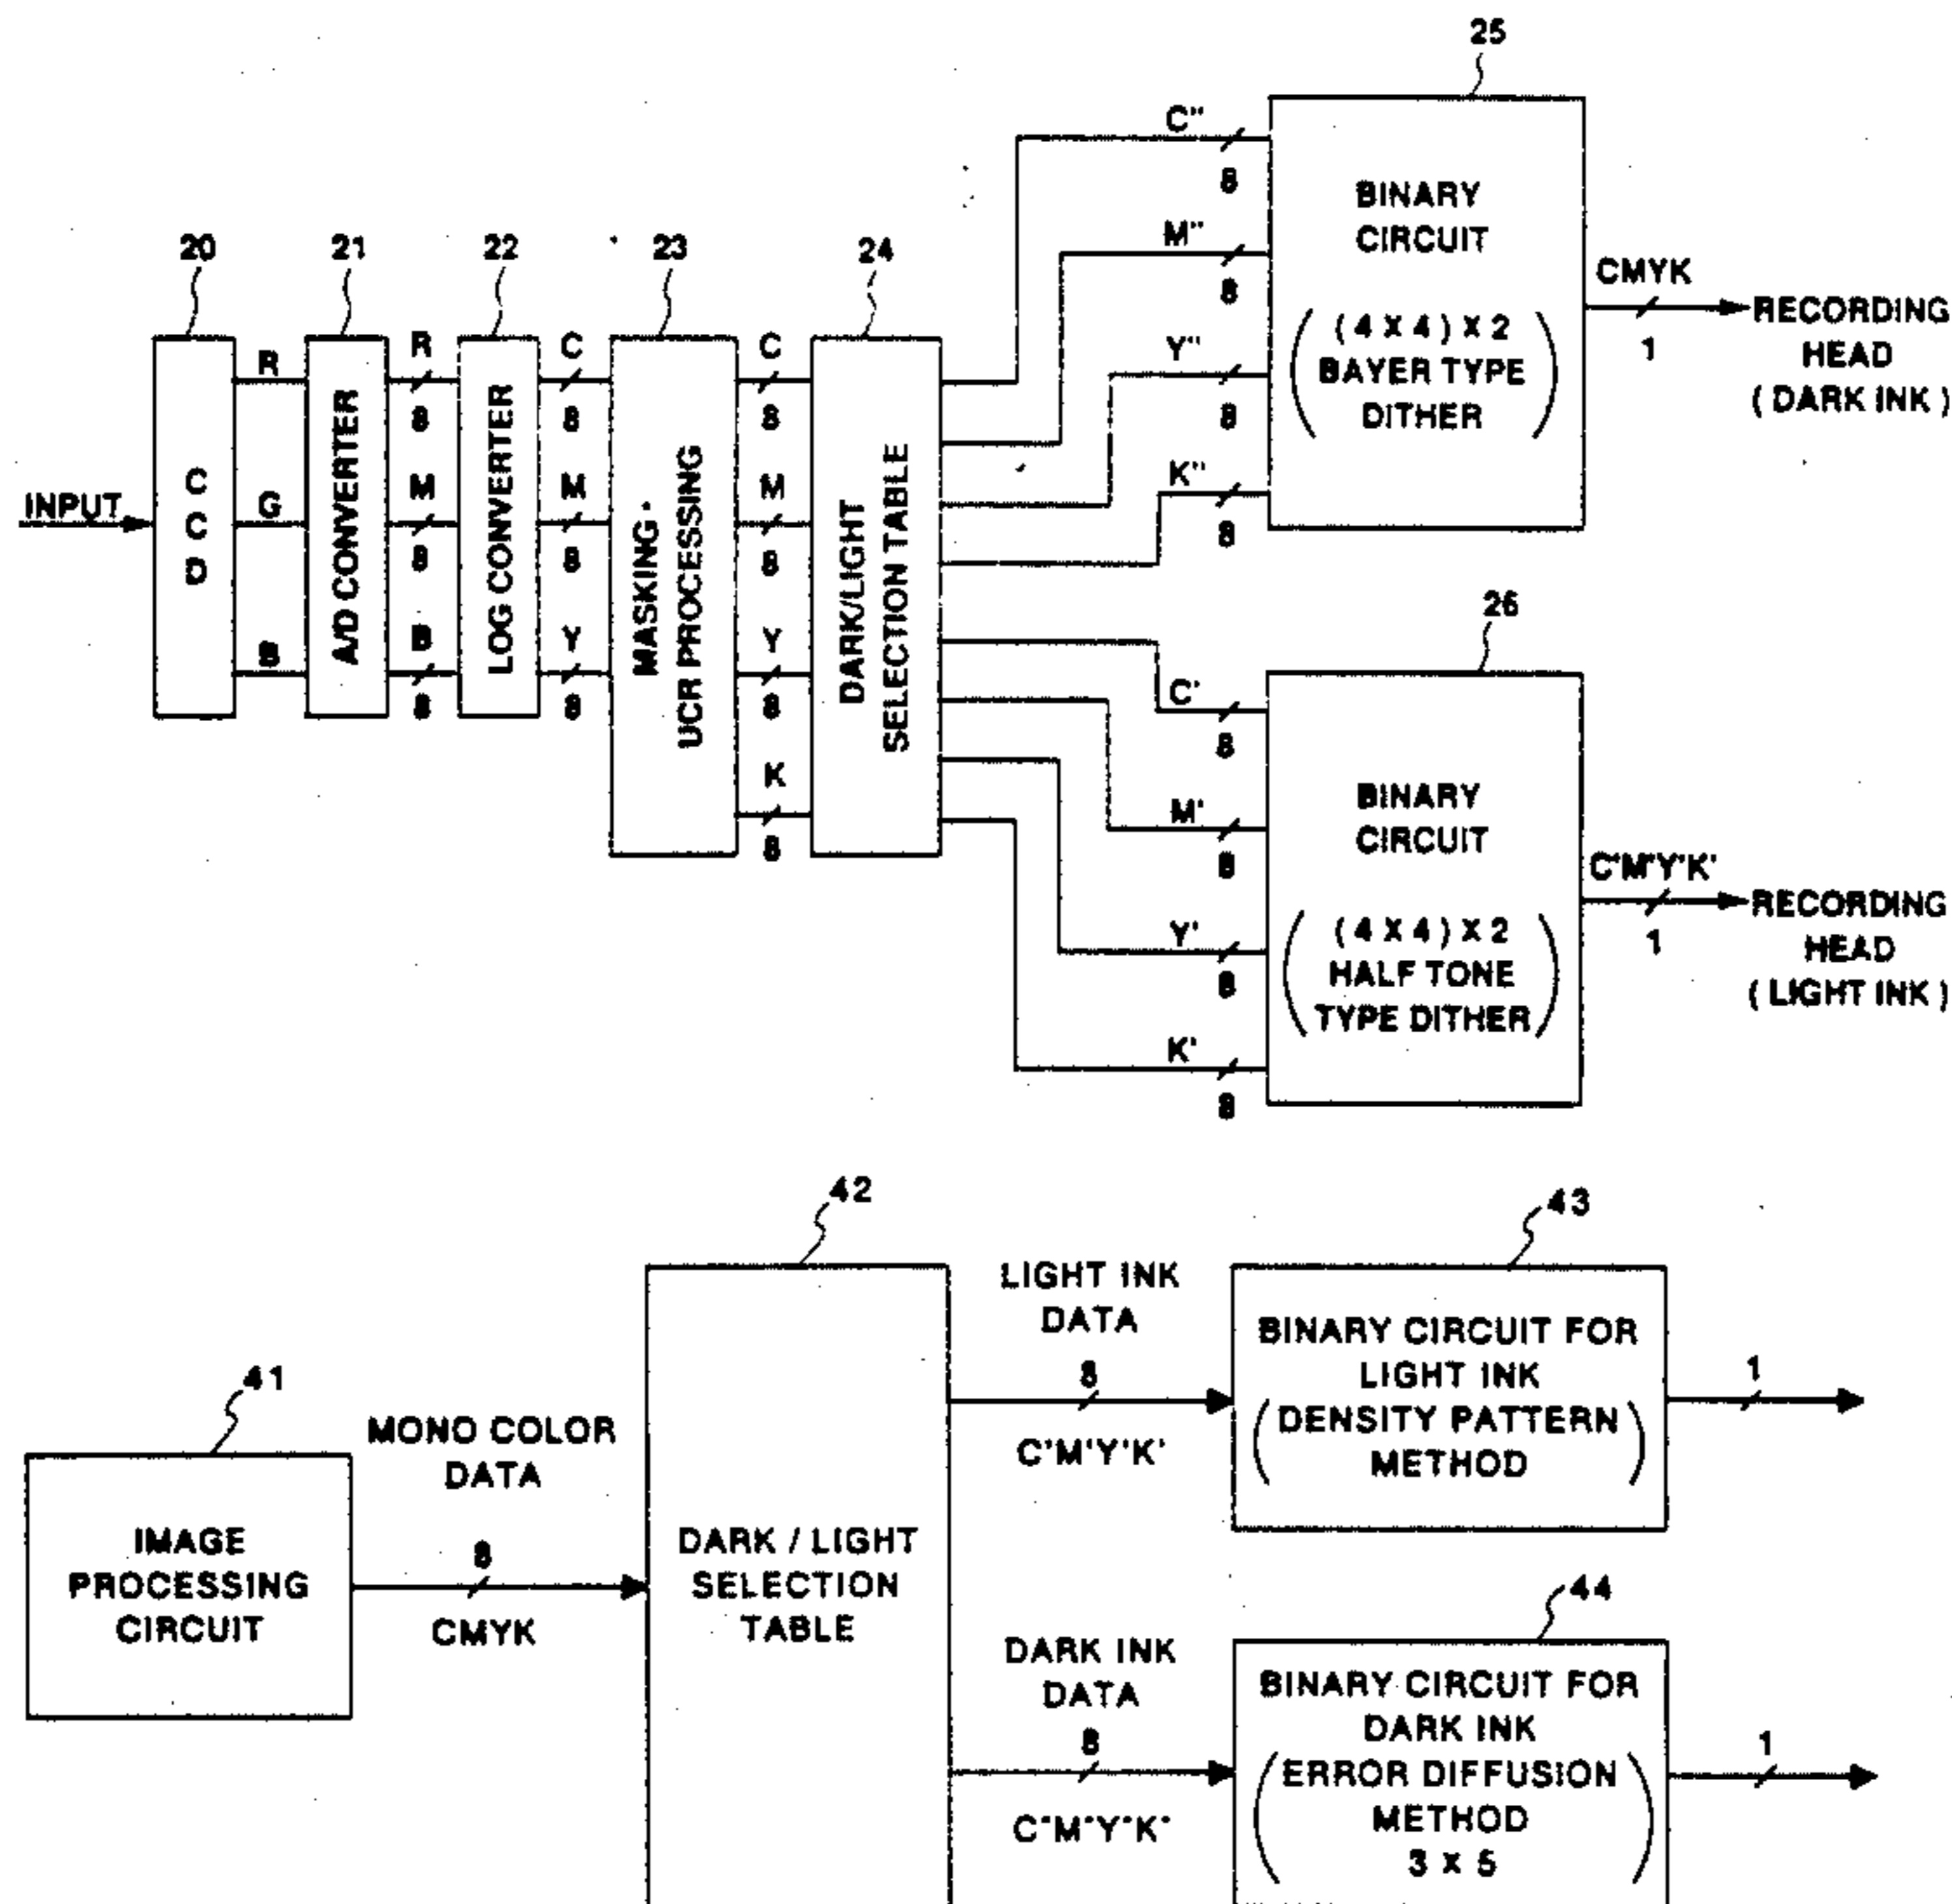 25
C"
8
BINARY
CIRCUIT
(4 X 4) X 2
BAYER TYPE
DITHER
M"
8
Y"
8
K"
8
CMYK
1
RECORDING
HEAD
(DARK INK)
20
21
22
23
24
INPUT
C
C
D
R
G
B
A/D CONVERTER
R
8
M
8
B
8
LOG CONVERTER
C
8
M
8
Y
8
MASKING·
UCR PROCESSING
C
8
M
8
Y
8
K
8
DARK/LIGHT
SELECTION TABLE
26
C'
8
M'
8
Y'
8
K'
8
BINARY
CIRCUIT
(4 X 4) X 2
HALF TONE
TYPE DITHER
C'M'Y'K'
1
RECORDING
HEAD
(LIGHT INK)
41
IMAGE
PROCESSING
CIRCUIT
MONO COLOR
DATA
8
CMYK
42
DARK / LIGHT
SELECTION
TABLE
LIGHT INK
DATA
8
C'M'Y'K'
43
BINARY CIRCUIT FOR
LIGHT INK
(DENSITY PATTERN
METHOD)
1
DARK INK
DATA
8
C"M"Y"K"
44
BINARY CIRCUIT FOR
DARK INK
(ERROR DIFFUSION
METHOD
3 X 5)
1